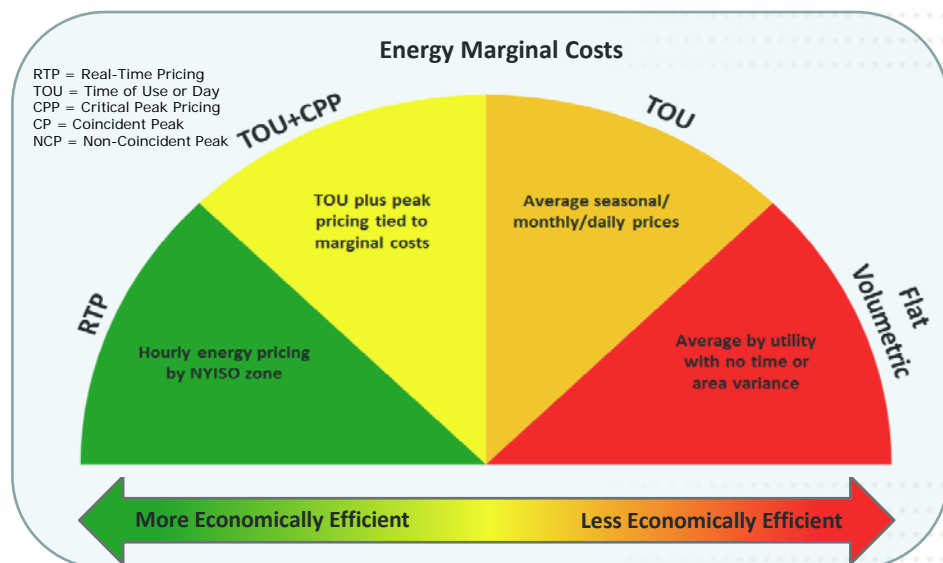 Energy Marginal Costs
RTP = Real-Time Pricing
TOU = Time of Use or Day
CPP = Critical Peak Pricing
CP = Coincident Peak
NCP = Non-Coincident Peak
RTP
TOU+CPP
TOU
Flat
Volumetric
Hourly energy pricing
by NYISO zone
TOU plus peak
pricing tied to
marginal costs
Average seasonal/
monthly/daily prices
Average by utility
with no time or
area variance
More Economically Efficient
Less Economically Efficient